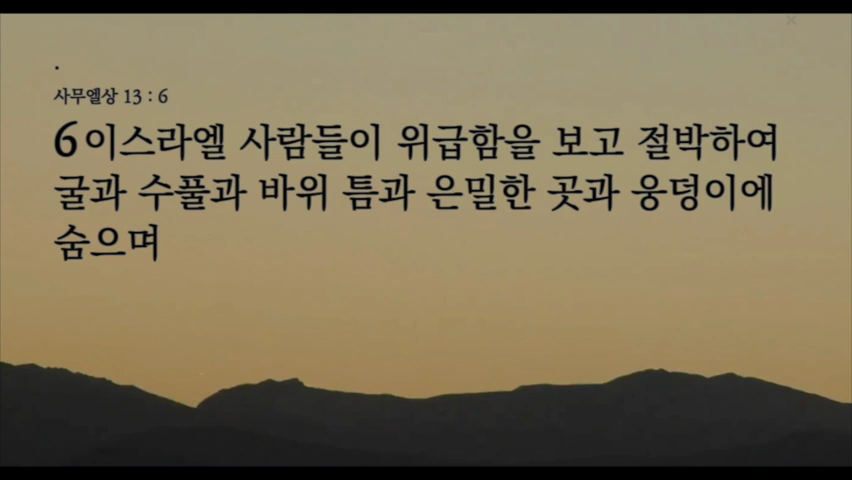 .
사무엘상 13 : 6
6 이스라엘 사람들이 위급함을 보고 절박하여
굴과 수풀과 바위 틈과 은밀한 곳과 웅덩이에
숨으며